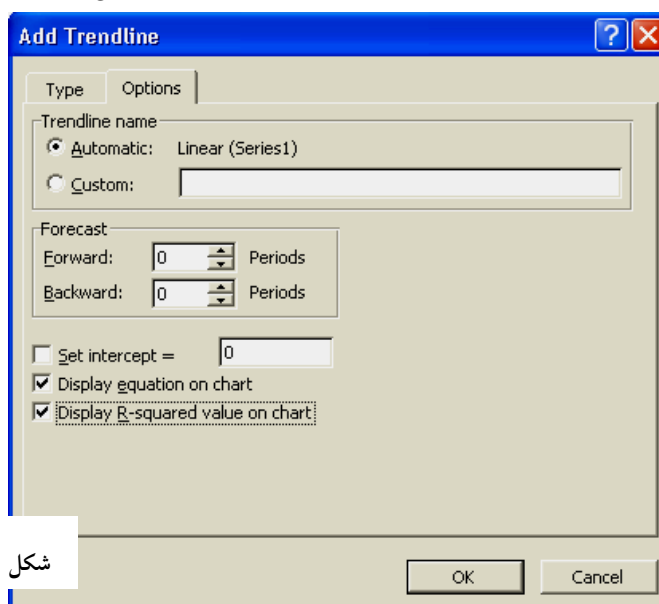 Add Trendline
Type Options
Trendline name
Automatic: Linear (Series1)
Custom:
Forecast
Forward: 0 Periods
Backward: 0 Periods
Set intercept = 0
Display equation on chart
Display R-squared value on chart
شکل
OK Cancel